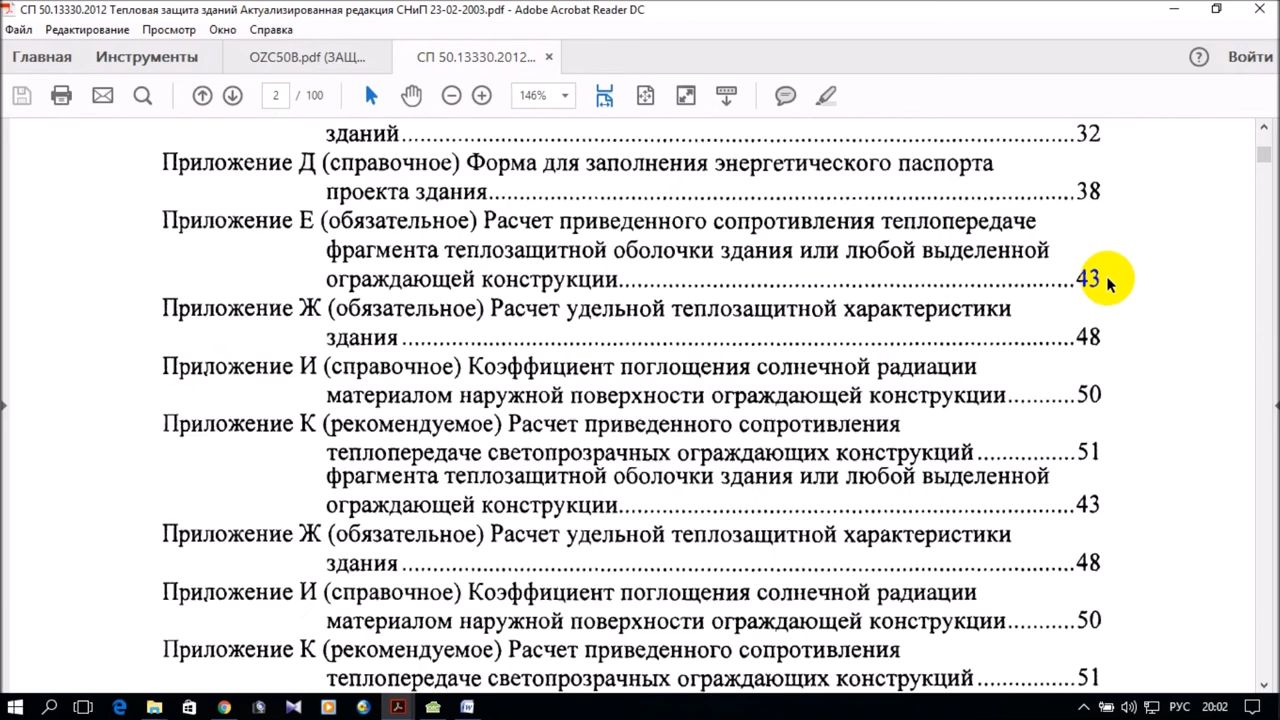 СП 50.13330.2012 Тепловая защита зданий Актуализированная редакция СНиП 23-02-2003.pdf - Adobe Acrobat Reader DC
Файл Редактирование Просмотр Окно Справка
Главная Инструменты OZC50B.pdf (ЗАЩ... СП 50.13330.2012... × Войти
2 / 100 146%
зданий 32
Приложение Д (справочное) Форма для заполнения энергетического паспорта
проекта здания 38
Приложение Е (обязательное) Расчет приведенного сопротивления теплопередаче
фрагмента теплозащитной оболочки здания или любой выделенной
ограждающей конструкции 43
Приложение Ж (обязательное) Расчет удельной теплозащитной характеристики
здания 48
Приложение И (справочное) Коэффициент поглощения солнечной радиации
материалом наружной поверхности ограждающей конструкции 50
Приложение К (рекомендуемое) Расчет приведенного сопротивления
теплопередаче светопрозрачных ограждающих конструкций 51
фрагмента теплозащитной оболочки здания или любой выделенной
ограждающей конструкции 43
Приложение Ж (обязательное) Расчет удельной теплозащитной характеристики
здания 48
Приложение И (справочное) Коэффициент поглощения солнечной радиации
материалом наружной поверхности ограждающей конструкции 50
Приложение К (рекомендуемое) Расчет приведенного сопротивления
теплопередаче светопрозрачных ограждающих конструкций 51
РУС 20:02